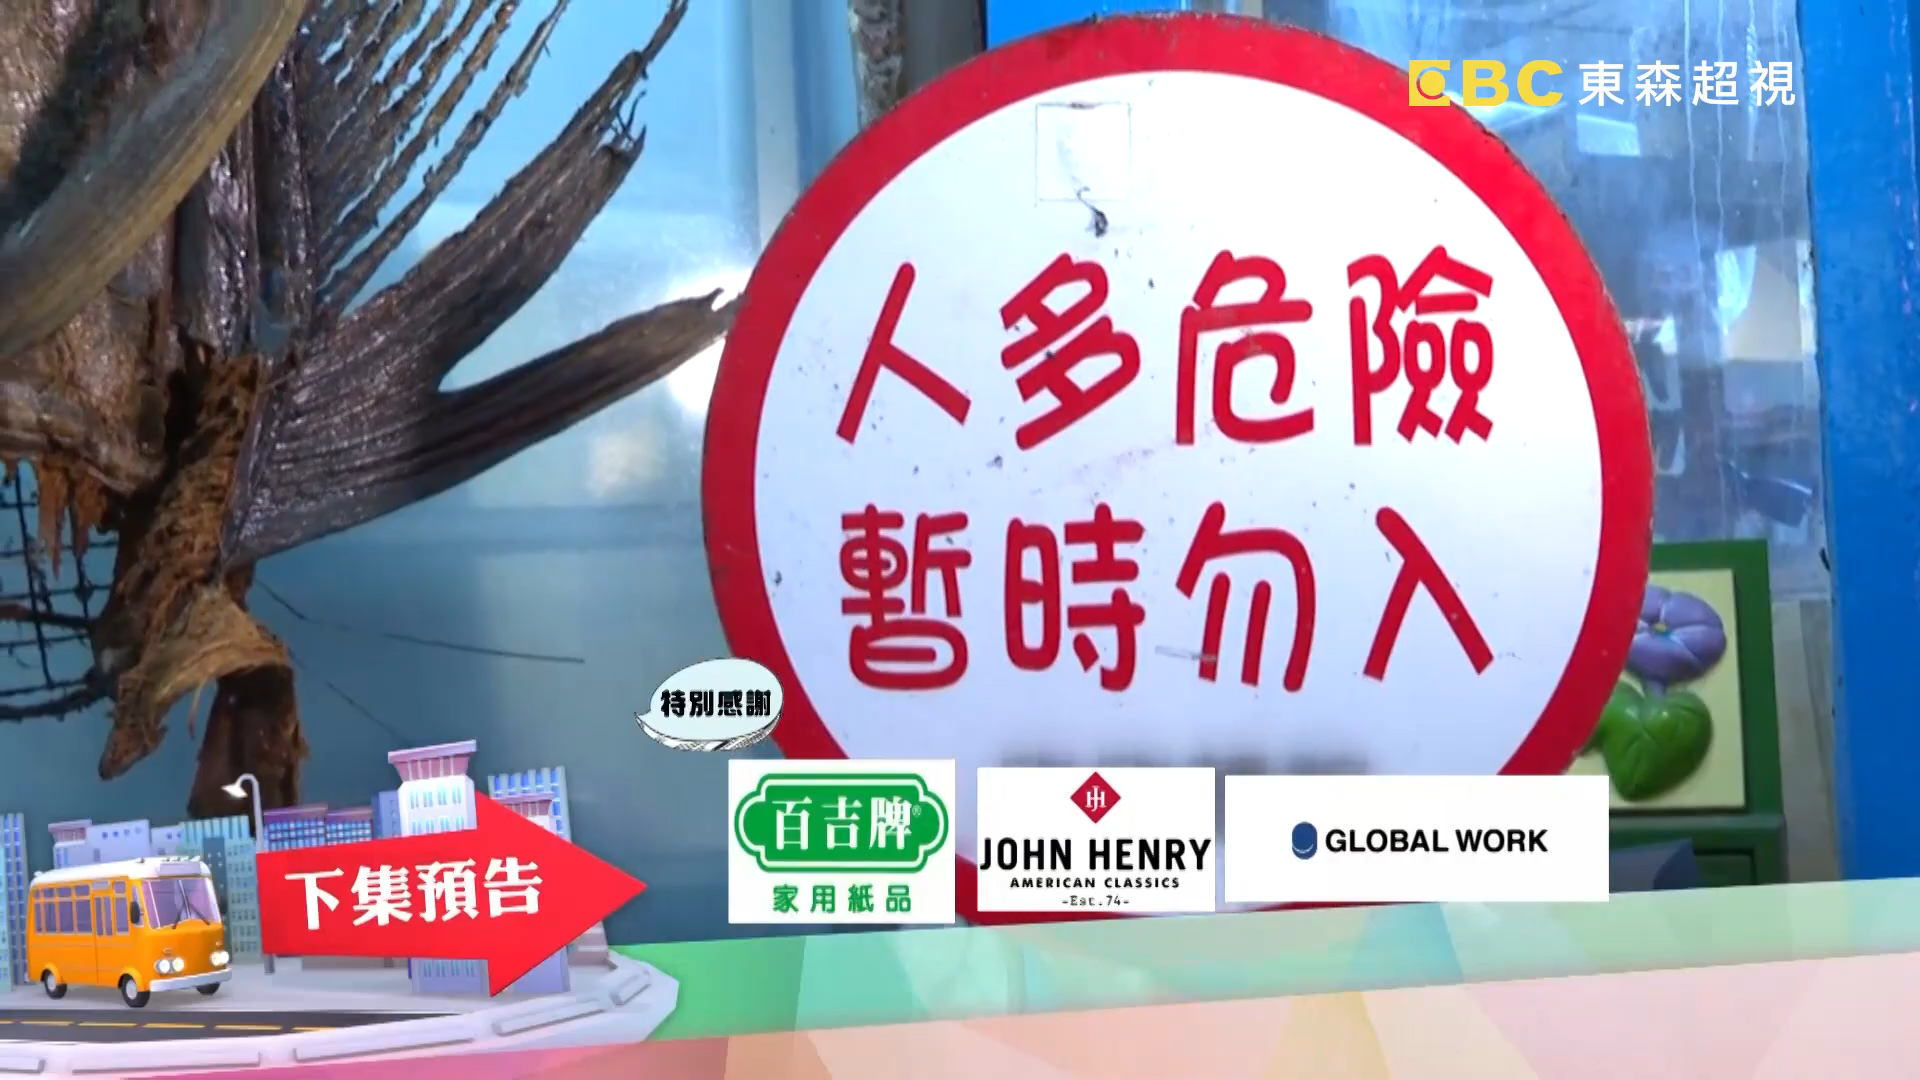 EBC 東森超視
人多危險
暫時勿入
特別感謝
百吉牌®
家用紙品
JH
JOHN HENRY
AMERICAN CLASSICS
-Est.74-
GLOBAL WORK
下集預告